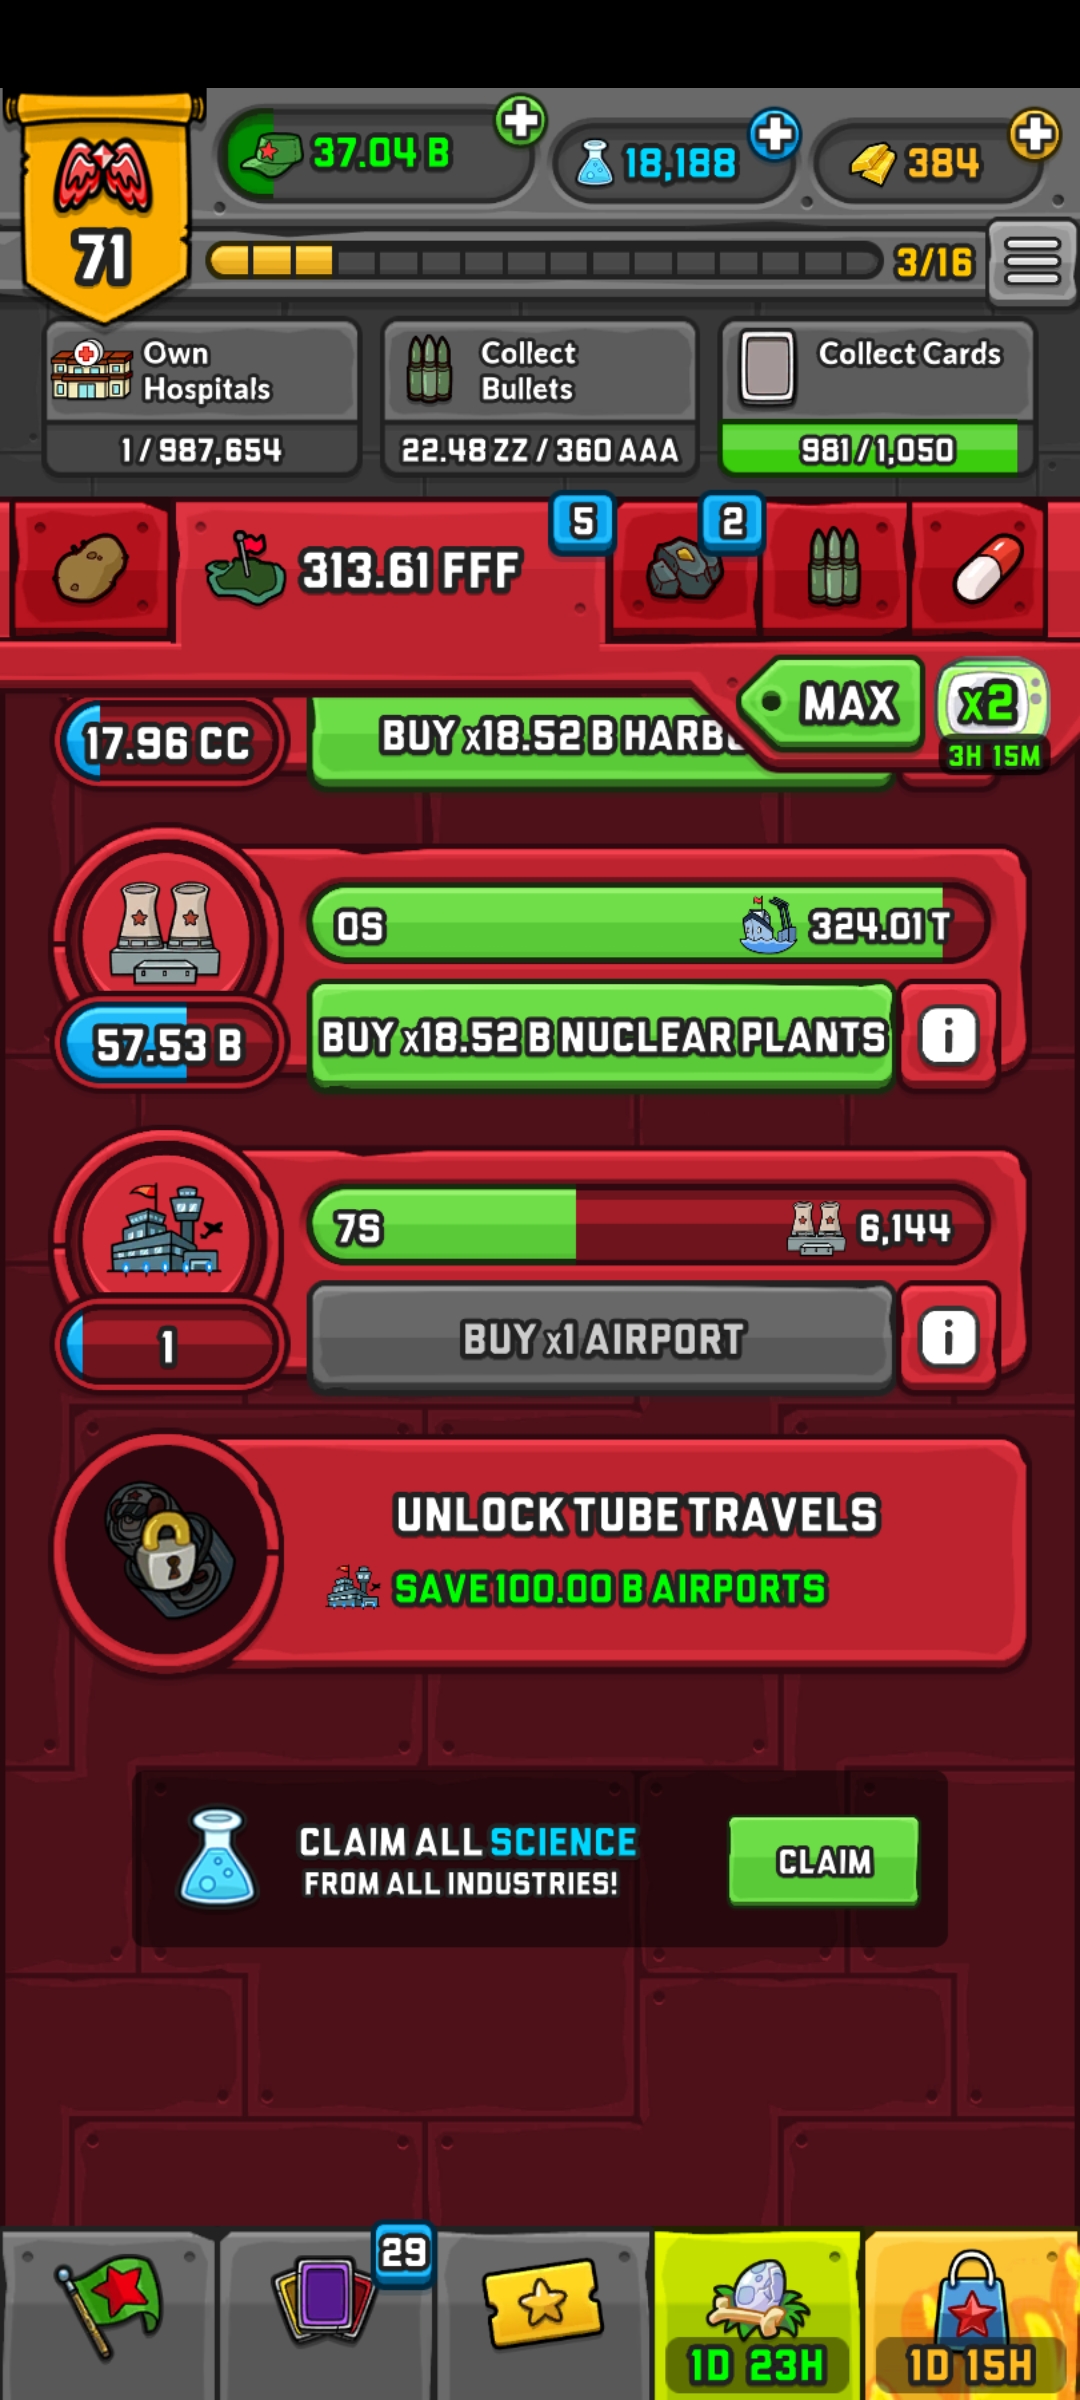 71
37.04 B
18,188
384
3/16
Own
Hospitals
1 / 987,654
Collect
Bullets
22.48 ZZ / 360 AAA
Collect Cards
981 / 1,050
313.61 FFF
5
2
MAX
x2
3H 15M
17.96 CC
BUY x18.52 B HARB
0S
324.01 T
57.53 B
BUY x18.52 B NUCLEAR PLANTS
i
7S
6,144
1
BUY x1 AIRPORT
i
UNLOCK TUBE TRAVELS
SAVE 100.00 B AIRPORTS
CLAIM ALL SCIENCE
FROM ALL INDUSTRIES!
CLAIM
29
1D 23H
1D 15H